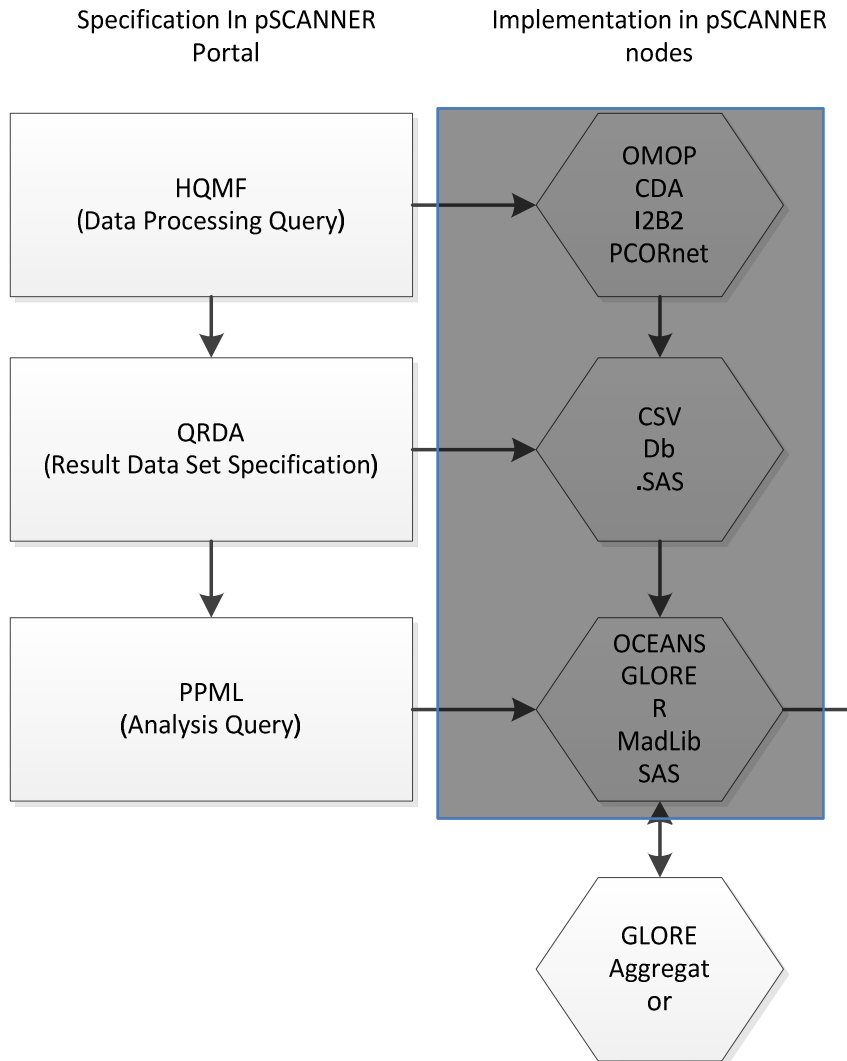 Specification In pSCANNER
Portal
Implementation in pSCANNER
nodes
HQMF
(Data Processing Query)
OMOP
CDA
I2B2
PCORnet
QRDA
(Result Data Set Specification)
CSV
Db
.SAS
PPML
(Analysis Query)
OCEANS
GLORE
R
MadLib
SAS
GLORE
Aggregat
or